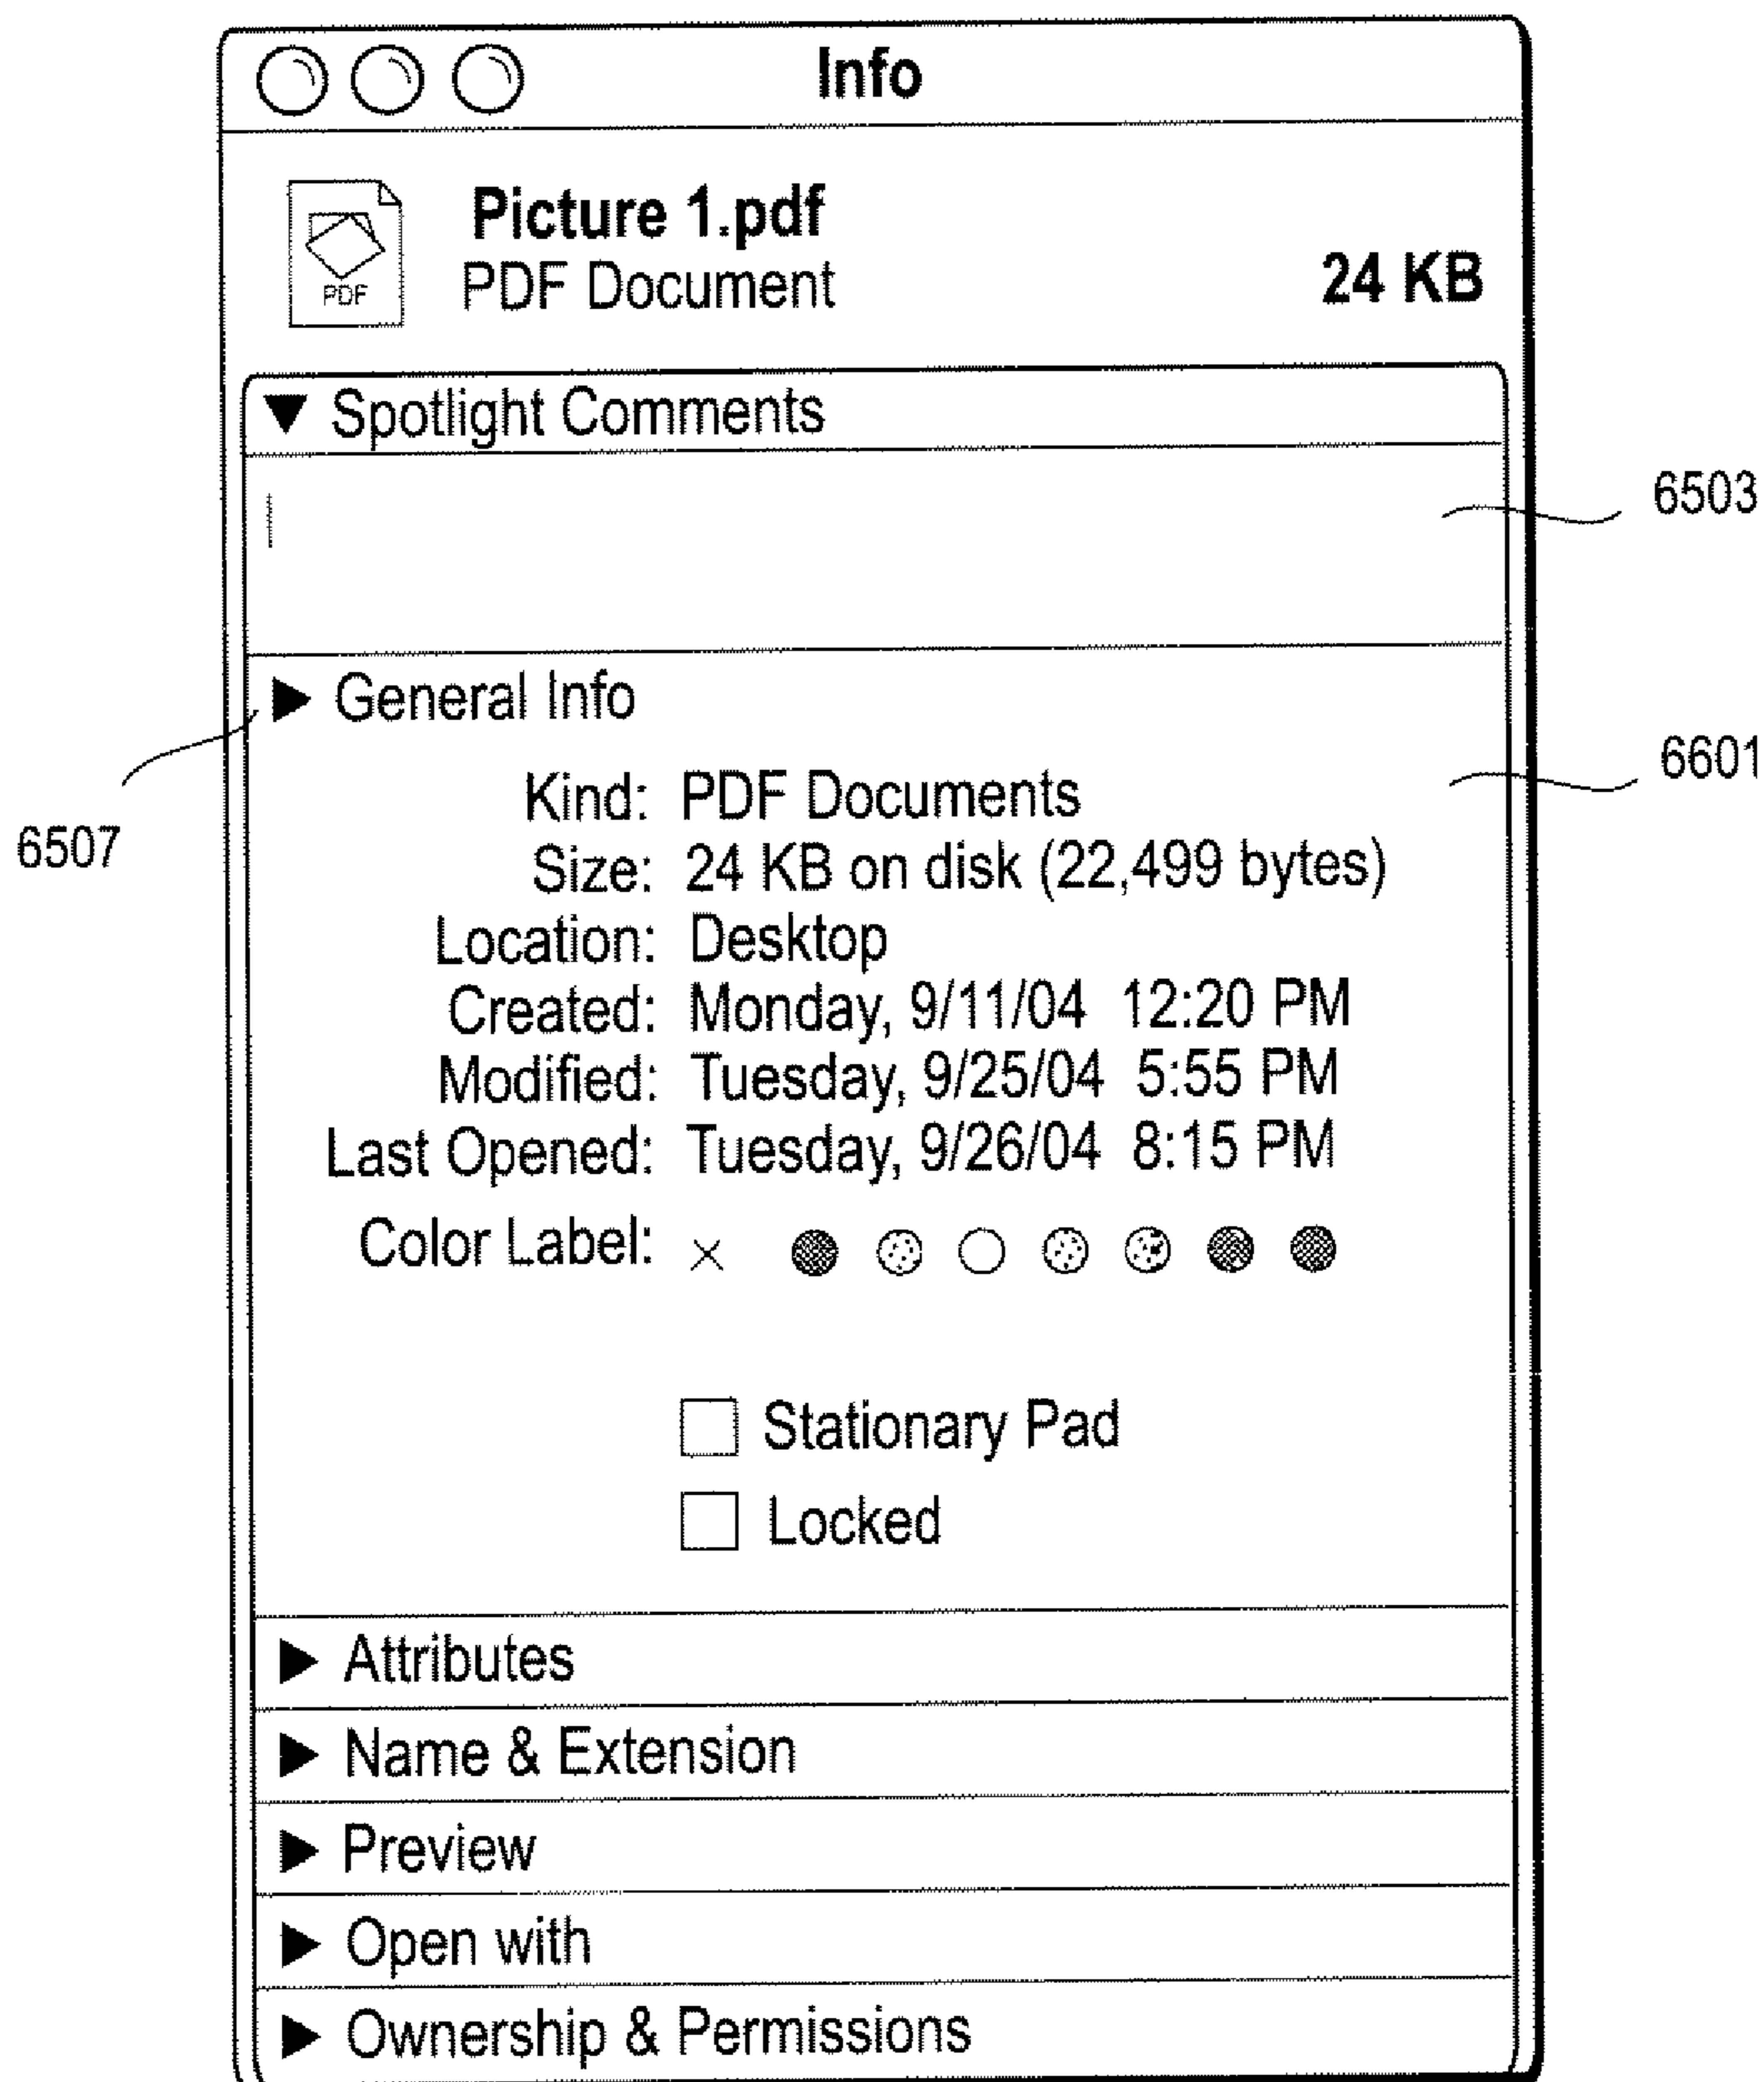 Info
Picture 1.pdf
PDF
PDF Document
24 KB
Spotlight Comments
6503
General Info
6601
6507
Kind: PDF Documents
Size: 24 KB on disk (22,499 bytes)
Location: Desktop
Created: Monday, 9/11/04 12:20 PM
Modified: Tuesday, 9/25/04 5:55 PM
Last Opened: Tuesday, 9/26/04 8:15 PM
Color Label:
Stationary Pad
Locked
Attributes
Name & Extension
Preview
Open with
Ownership & Permissions